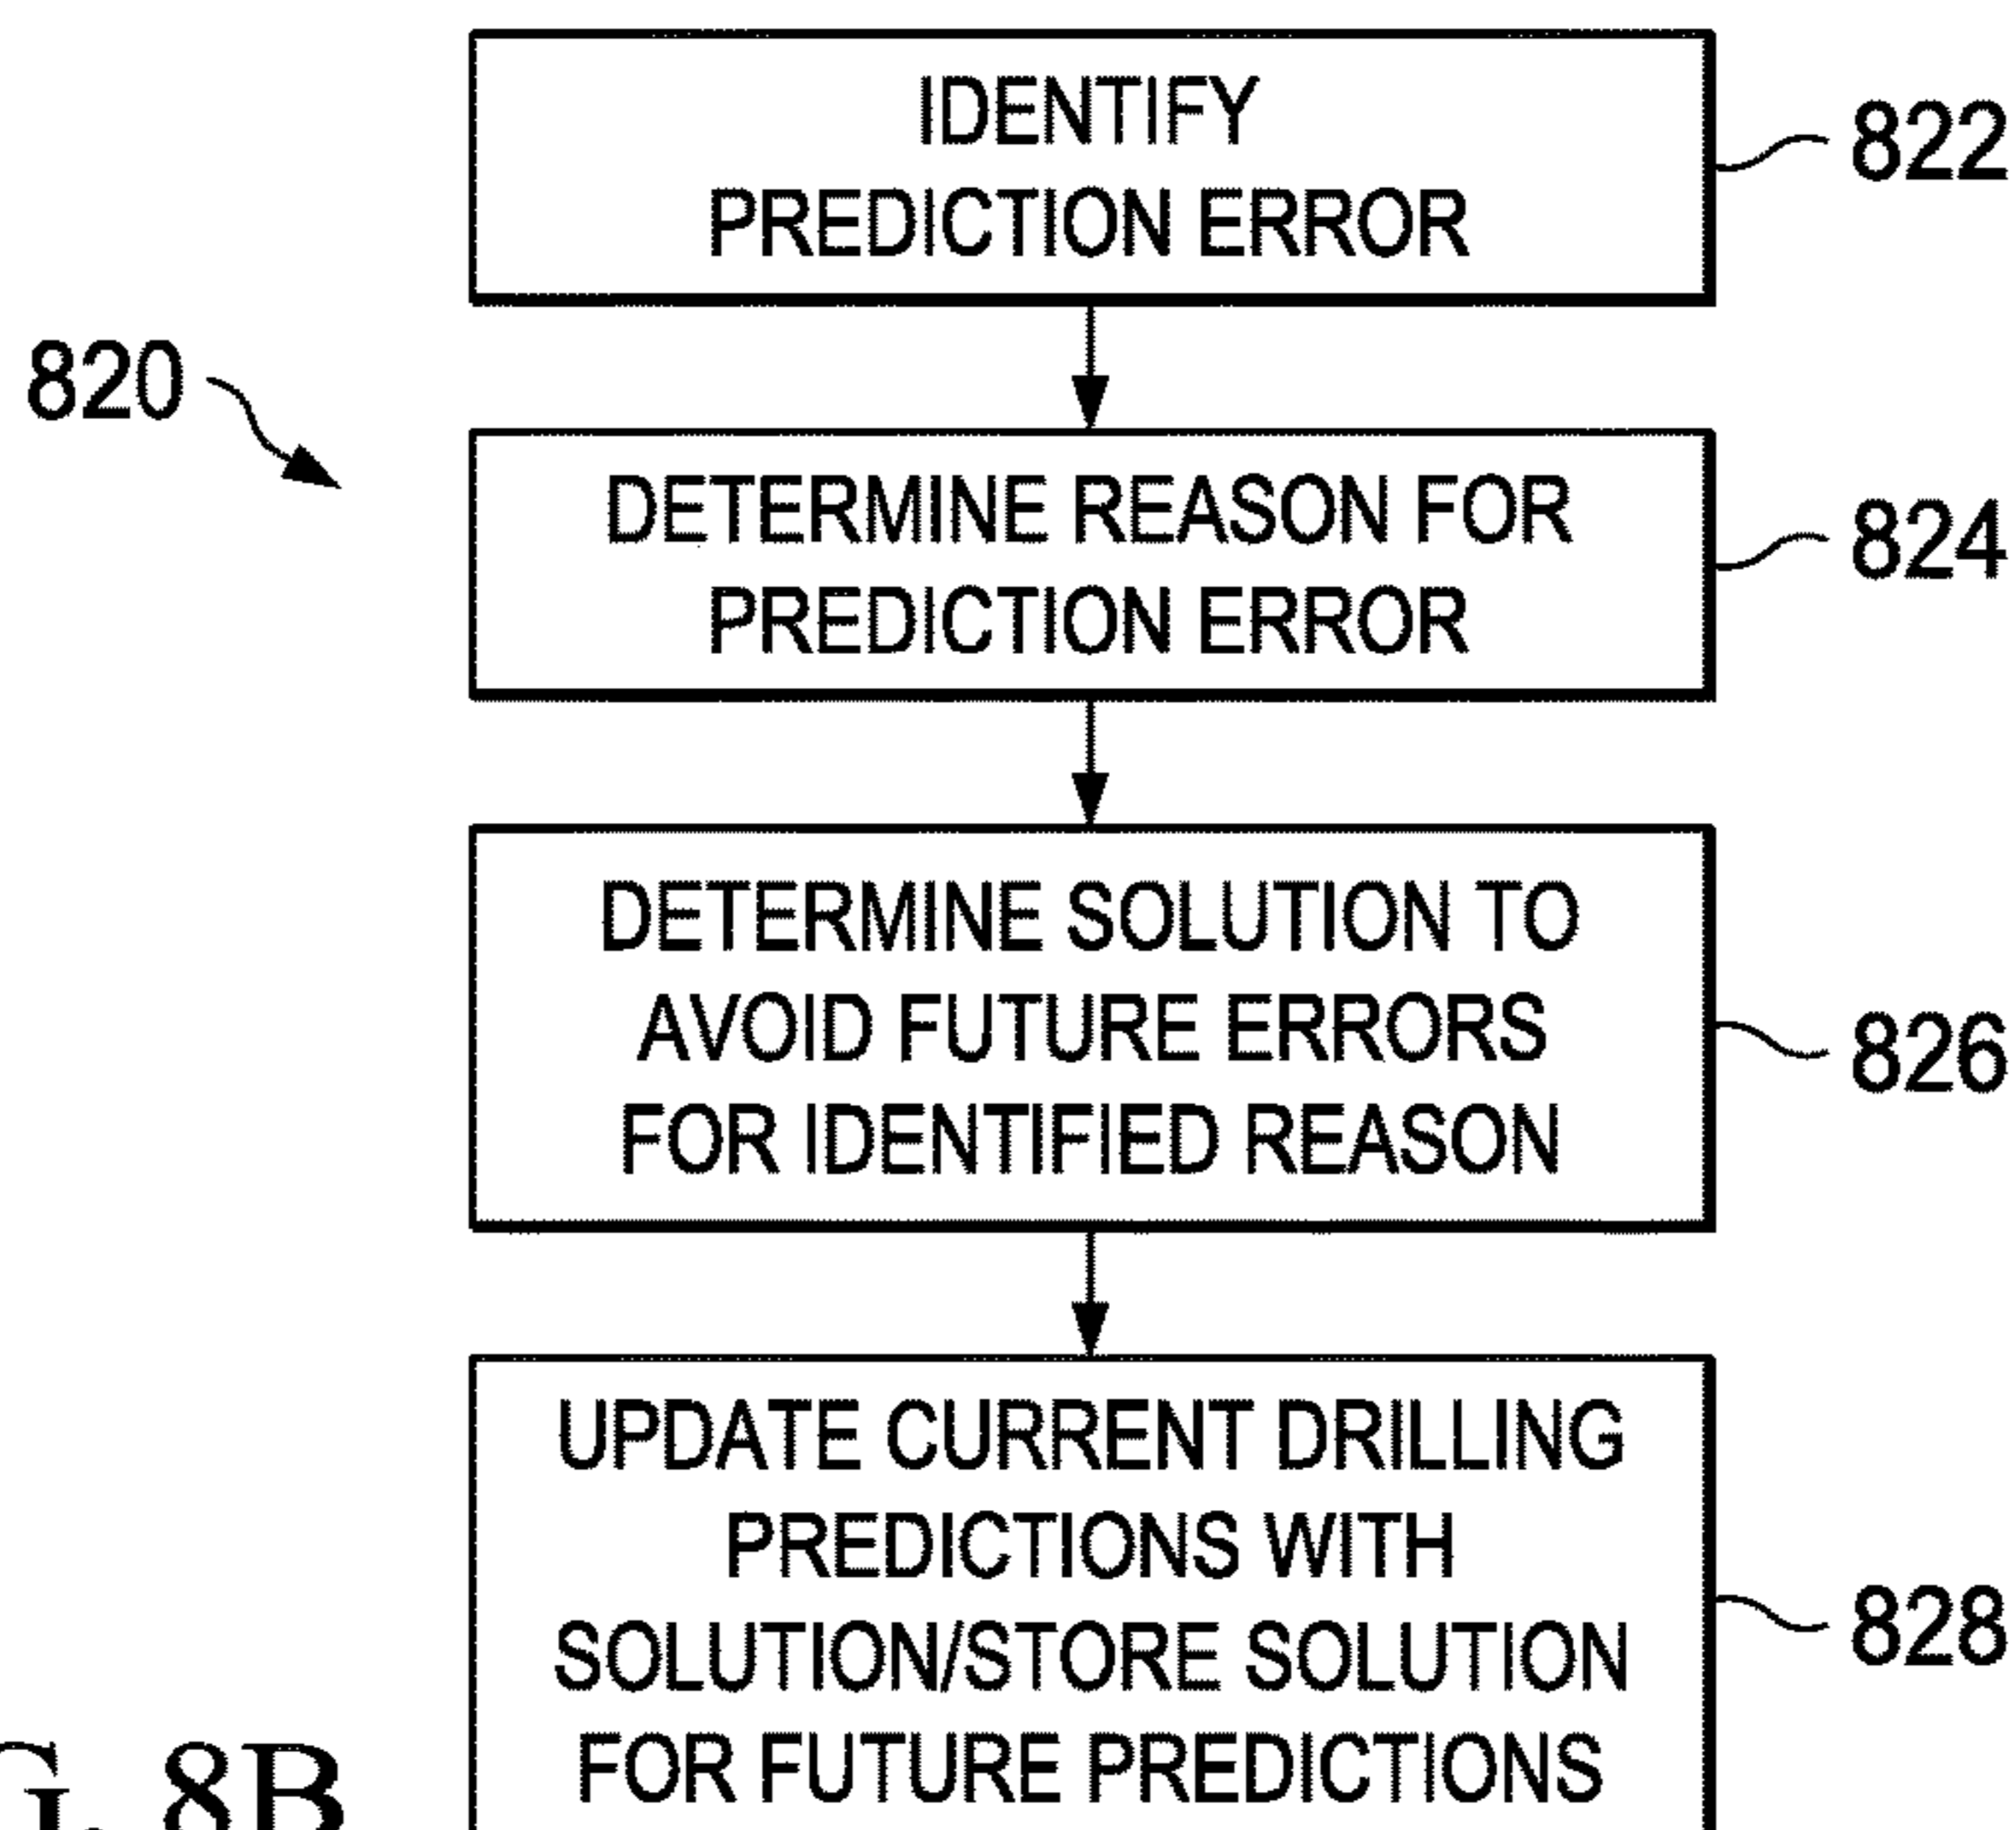 IDENTIFY
PREDICTION ERROR
822
820
DETERMINE REASON FOR
PREDICTION ERROR
824
DETERMINE SOLUTION TO
AVOID FUTURE ERRORS
FOR IDENTIFIED REASON
826
UPDATE CURRENT DRILLING
PREDICTIONS WITH
SOLUTION/STORE SOLUTION
FOR FUTURE PREDICTIONS
828
8B